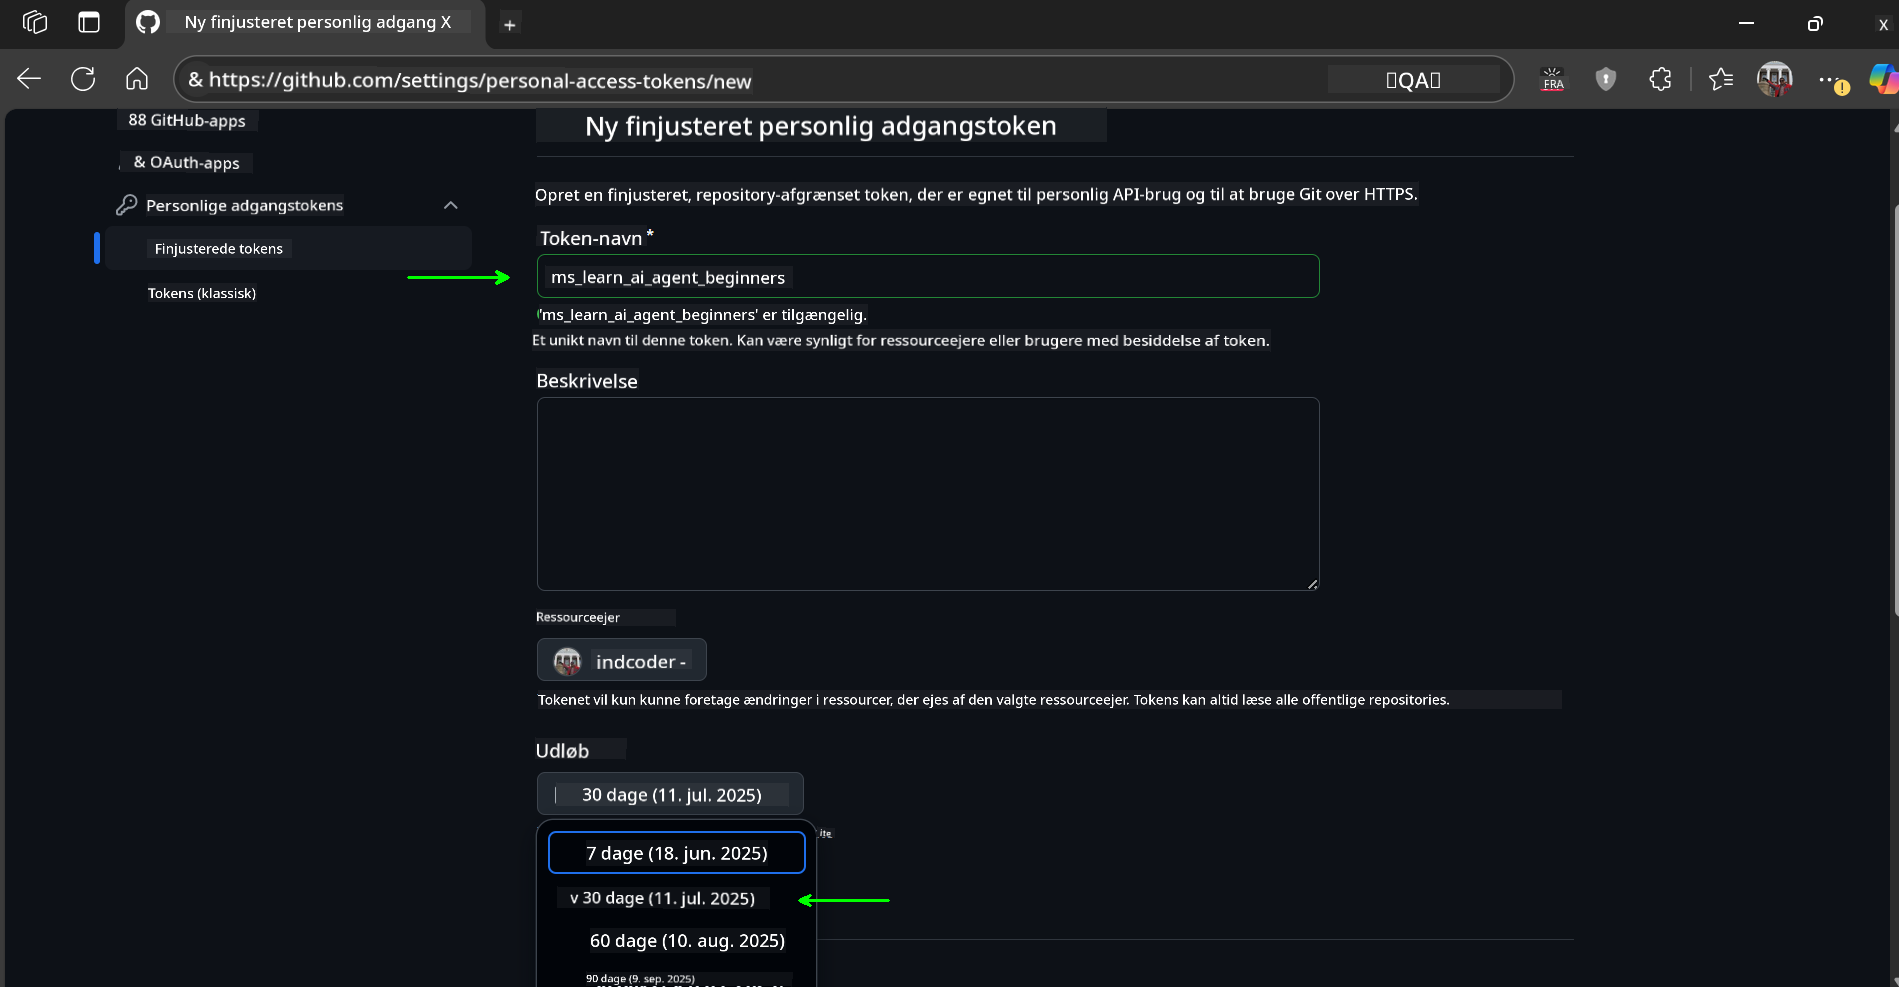 Ny finjusteret personlig adgang X
+
X
& https://github.com/settings/personal-access-tokens/new
QA
FRA
88 GitHub-apps
& OAuth-apps
Personlige adgangstokens
Finjusterede tokens
Tokens (klassisk)
Ny finjusteret personlig adgangstoken
Opret en finjusteret, repository-afgrænset token, der er egnet til personlig API-brug og til at bruge Git over HTTPS.
Token-navn *
ms_learn_ai_agent_beginners
'ms_learn_ai_agent_beginners' er tilgængelig.
Et unikt navn til denne token. Kan være synligt for ressourceejere eller brugere med besiddelse af token.
Beskrivelse
Ressourceejer
indcoder -
Tokenet vil kun kunne foretage ændringer i ressourcer, der ejes af den valgte ressourceejer. Tokens kan altid læse alle offentlige repositories.
Udløb
30 dage (11. jul. 2025)
7 dage (18. jun. 2025)
v 30 dage (11. jul. 2025)
60 dage (10. aug. 2025)
90 dage (9. sep. 2025)